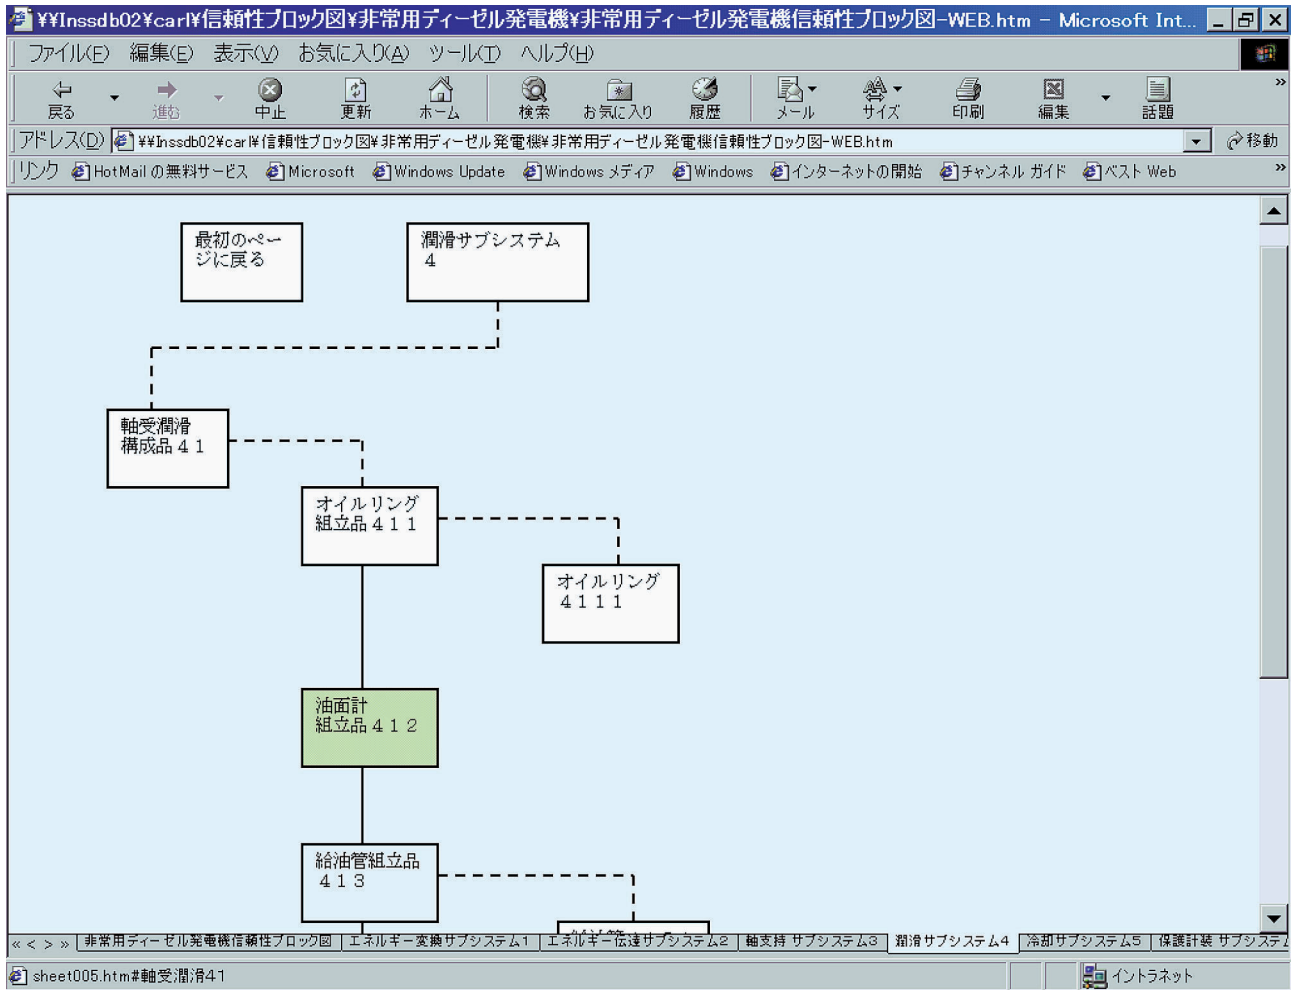 ¥¥Inssdb02¥carl¥信頼性ブロック図¥非常用ディーゼル発電機¥非常用ディーゼル発電機信頼性ブロック図-WEB.htm - Microsoft Int...
ファイル(F) 編集(E) 表示(V) お気に入り(A) ツール(T) ヘルプ(H)
戻る 進む 中止 更新 ホーム 検索 お気に入り 履歴 メール サイズ 印刷 編集 話題 »
アドレス(D) ¥¥Inssdb02¥carl¥信頼性ブロック図¥非常用ディーゼル発電機¥非常用ディーゼル発電機信頼性ブロック図-WEB.htm 移動
リンク HotMail の無料サービス Microsoft Windows Update Windows メディア Windows インターネットの開始 チャンネル ガイド ベスト Web »
最初のペー
ジに戻る
潤滑サブシステム
4
軸受潤滑
構成品41
オイルリング
組立品411
オイルリング
4111
油面計
組立品412
給油管組立品
413
« < > » 非常用ディーゼル発電機信頼性ブロック図 エネルギー変換サブシステム1 エネルギー伝達サブシステム2 軸支持 サブシステム3 潤滑サブシステム4 冷却サブシステム5 保護計装 サブシステム
sheet005.htm#軸受潤滑41 イントラネット